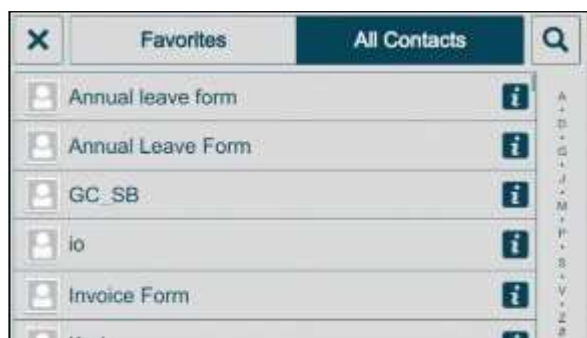 Favorites All Contacts
Annual leave form
Annual Leave Form
GC_SB
io
Invoice Form
A
D
G
J
M
P
S
V
Z
#